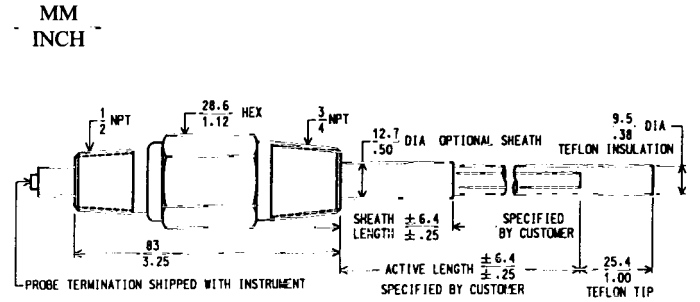 MM
INCH
1/2 NPT
28.6
1.12 HEX
3/4 NPT
12.7
.50 DIA OPTIONAL SHEATH
9.5
.38 DIA
TEFLON INSULATION
SHEATH ±6.4
LENGTH ±.25
SPECIFIED
BY CUSTOMER
83
3.25
PROBE TERMINATION SHIPPED WITH INSTRUMENT
ACTIVE LENGTH ±6.4
±.25
SPECIFIED BY CUSTOMER
25.4
1.00
TEFLON TIP